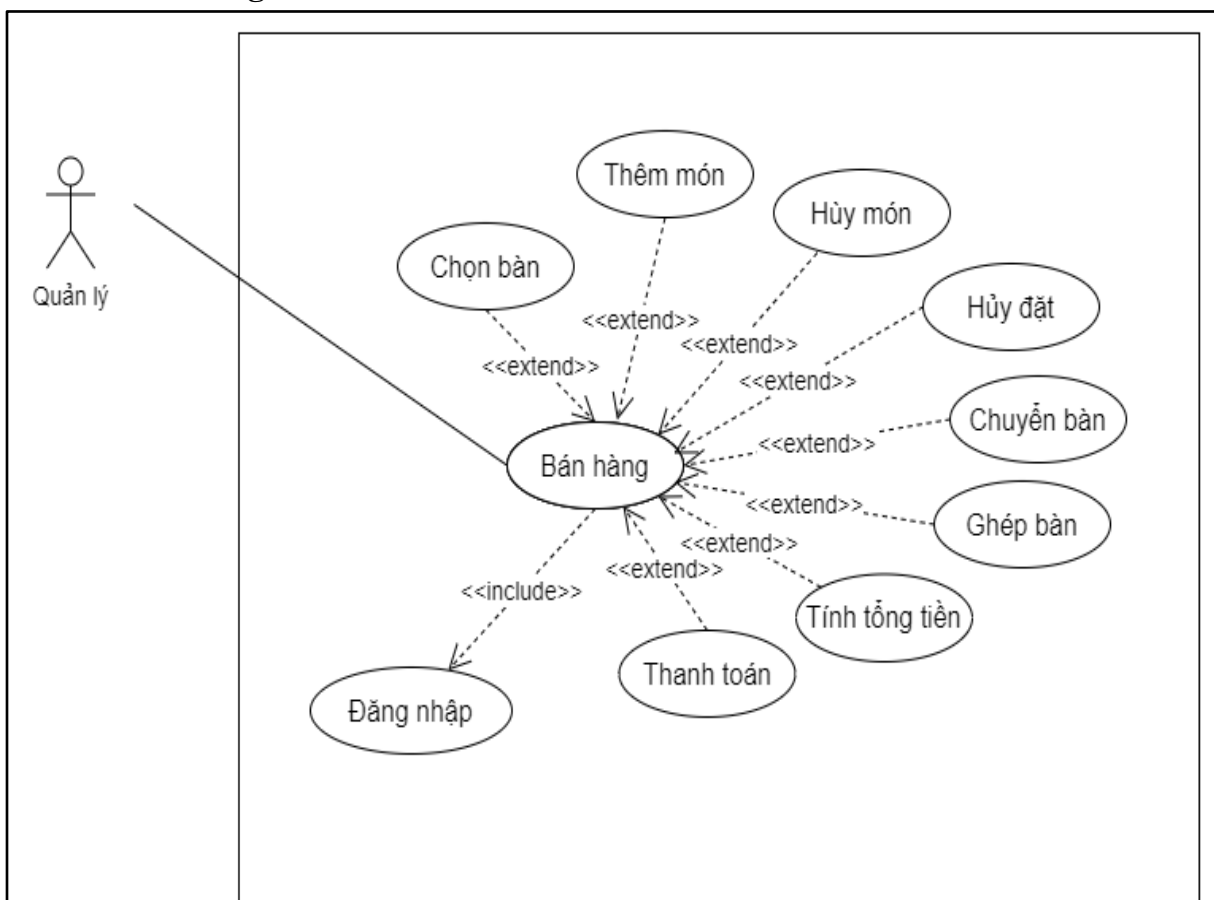 Thêm món
Hùy món
Chọn bàn
Quản lý
Hủy đặt
<<extend>>
<<extend>>
<<extend>>
<<extend>>
Chuyển bàn
<<extend>>
Bán hàng
<<extend>>
Ghép bàn
<<extend>>
<<extend>>
<<include>>
Tính tổng tiền
Thanh toán
Đăng nhập